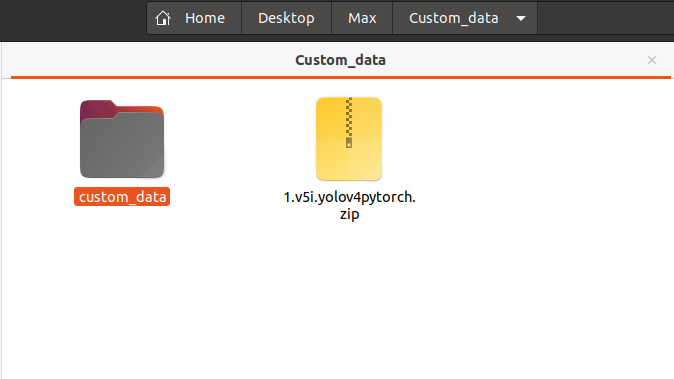 Home Desktop Max Custom_data
Custom_data
custom_data
1.v5i.yolov4pytorch.
zip